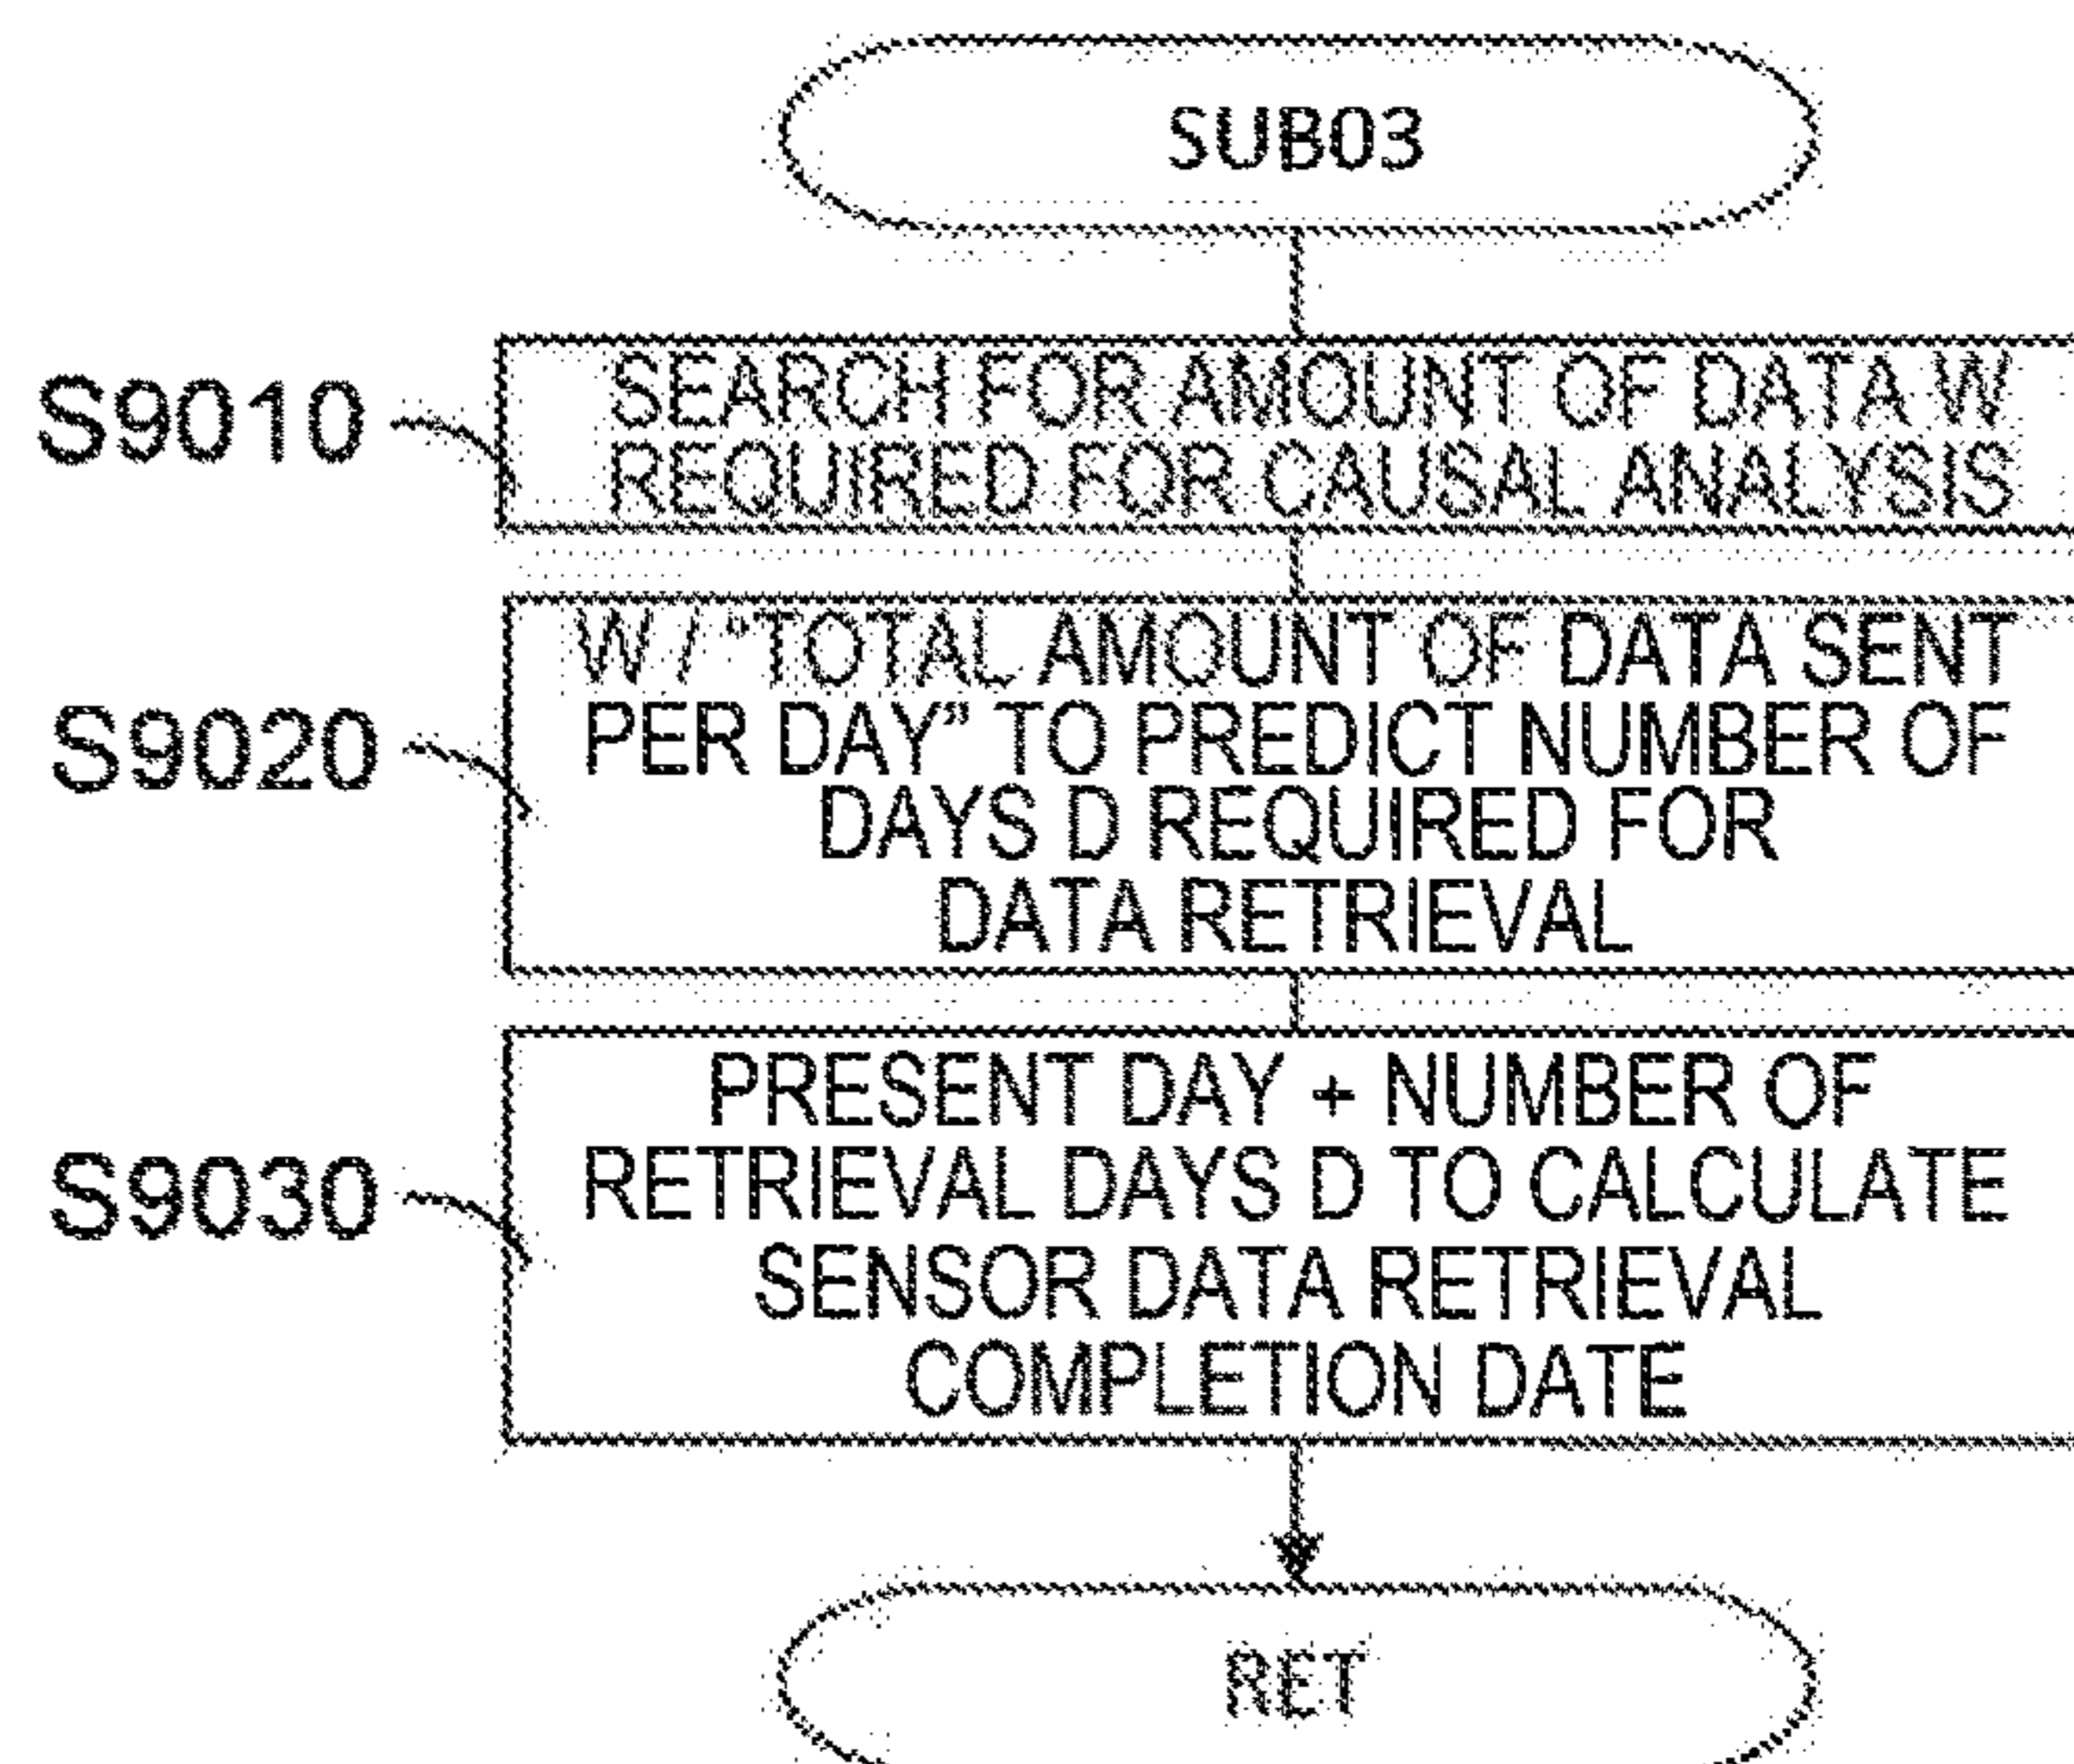 SUB03
S9010
SEARCH FOR AMOUNT OF DATA W
REQUIRED FOR CAUSAL ANALYSIS
S9020
W / "TOTAL AMOUNT OF DATA SENT
PER DAY” TO PREDICT NUMBER OF
DAYS D REQUIRED FOR
DATA RETRIEVAL
S9030
PRESENT DAY + NUMBER OF
RETRIEVAL DAYS D TO CALCULATE
SENSOR DATA RETRIEVAL
COMPLETION DATE
RET